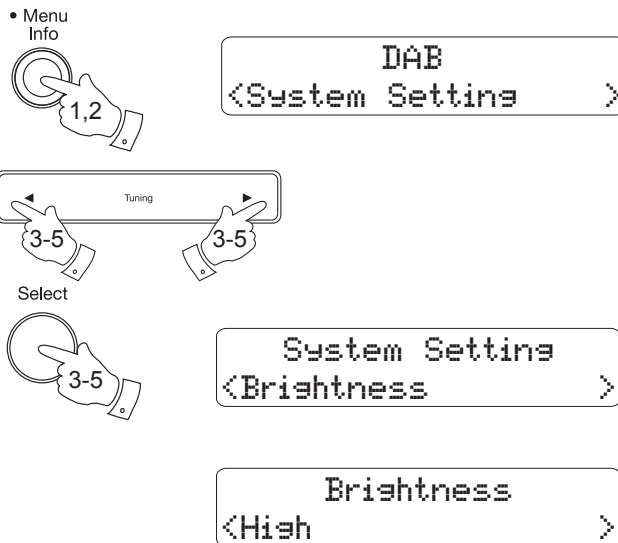 • Menu
Info
1,2
DAB
<System Setting >
◄ Tuning ►
3-5 3-5
Select
3-5
System Setting
<Brightness >
Brightness
<High >